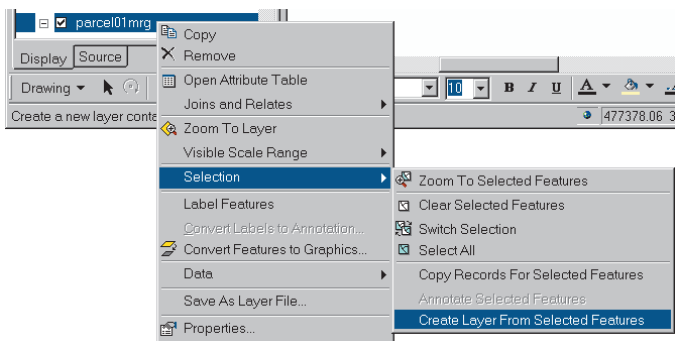 parcel01mrg
Display Source
Drawing
Create a new layer conta
Copy
Remove
Open Attribute Table
Joins and Relates
Zoom To Layer
Visible Scale Range
Selection
Label Features
Convert Labels to Annotation...
Convert Features to Graphics...
Data
Save As Layer File...
Properties...
10 B I U A
477378.06 3
Zoom To Selected Features
Clear Selected Features
Switch Selection
Select All
Copy Records For Selected Features
Annotate Selected Features
Create Layer From Selected Features